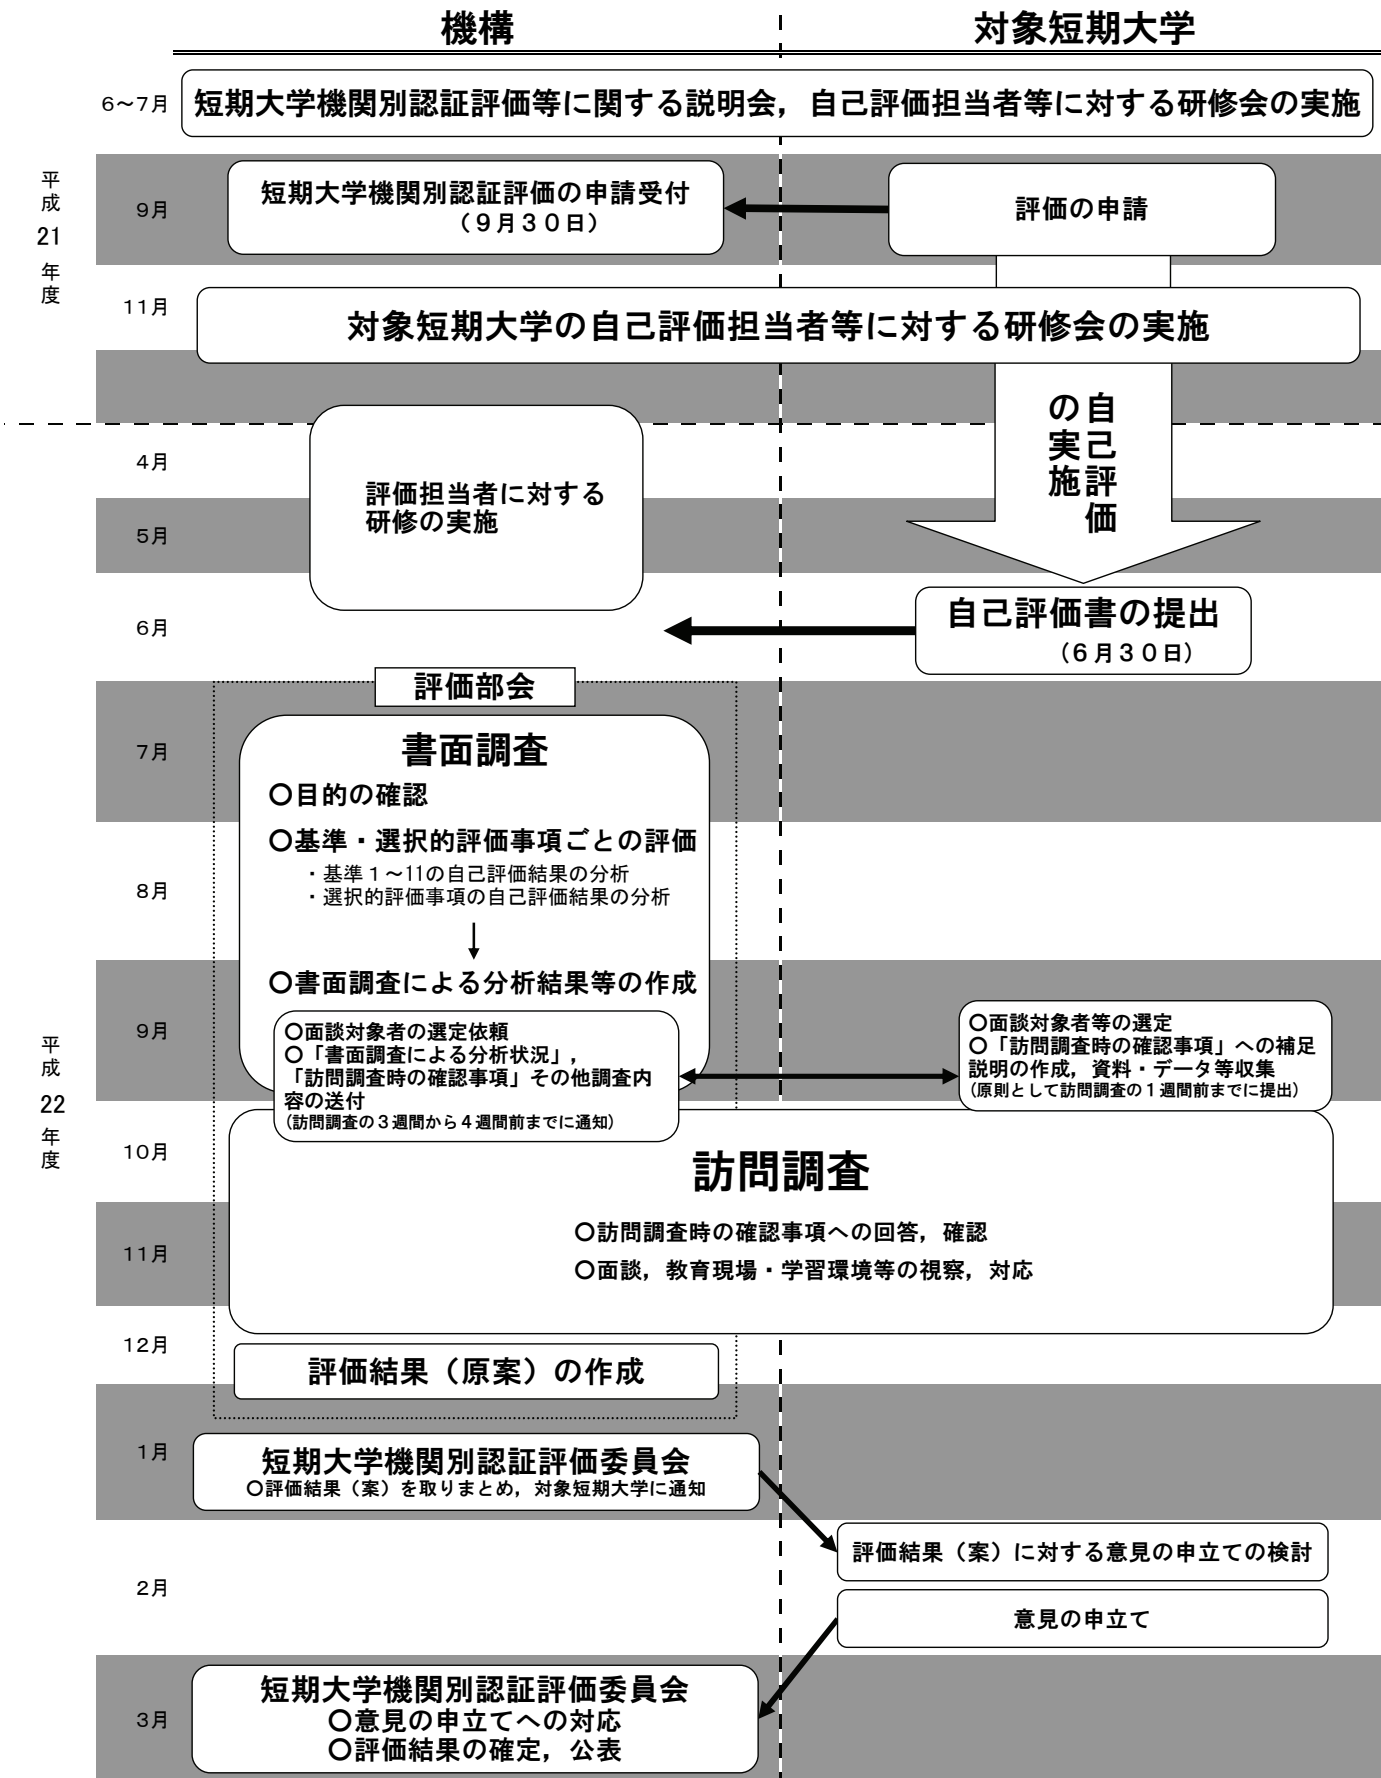 機構
対象短期大学
6～7月
短期大学機関別認証評価等に関する説明会，自己評価担当者等に対する研修会の実施
平成21年度
9月
短期大学機関別認証評価の申請受付
（９月３０日）
評価の申請
11月
対象短期大学の自己評価担当者等に対する研修会の実施
自己評価
の実施
4月
評価担当者に対する
研修の実施
5月
6月
自己評価書の提出
（６月３０日）
評価部会
7月
書面調査
○目的の確認
○基準・選択的評価事項ごとの評価
・基準１～11の自己評価結果の分析
・選択的評価事項の自己評価結果の分析
8月
○書面調査による分析結果等の作成
平成22年度
9月
○面談対象者の選定依頼
○「書面調査による分析状況」，
「訪問調査時の確認事項」その他調査内
容の送付
(訪問調査の３週間から４週間前までに通知)
○面談対象者等の選定
○「訪問調査時の確認事項」への補足
説明の作成，資料・データ等収集
(原則として訪問調査の１週間前までに提出)
10月
訪問調査
○訪問調査時の確認事項への回答，確認
11月
○面談，教育現場・学習環境等の視察，対応
12月
評価結果（原案）の作成
1月
短期大学機関別認証評価委員会
○評価結果（案）を取りまとめ，対象短期大学に通知
評価結果（案）に対する意見の申立ての検討
2月
意見の申立て
3月
短期大学機関別認証評価委員会
○意見の申立てへの対応
○評価結果の確定，公表